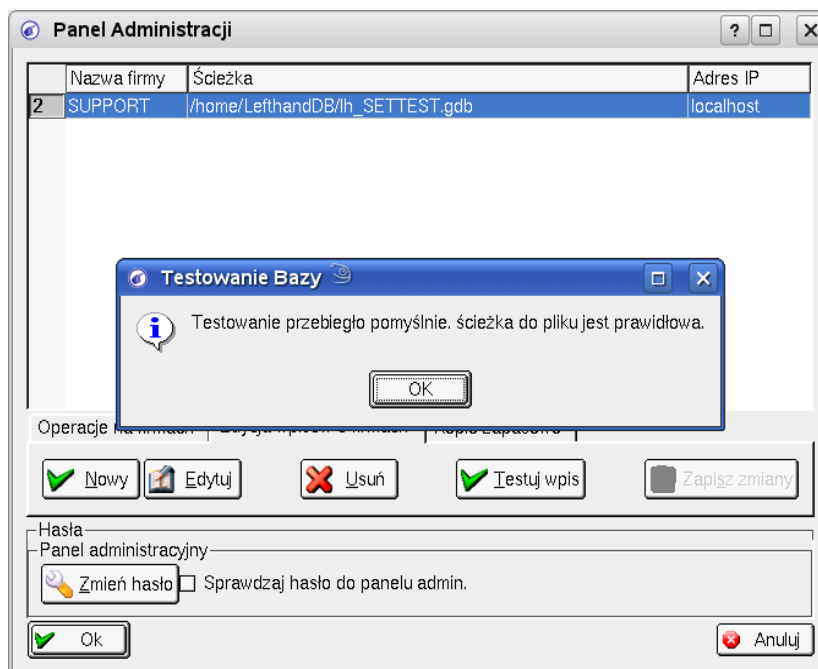 Panel Administracji
?
Nazwa firmy Ścieżka Adres IP
2 SUPPORT /home/LefthandDB/lh_SETTEST.gdb localhost
Testowanie Bazy
Testowanie przebiegło pomyślnie. ścieżka do pliku jest prawidłowa.
OK
Operacje na
Nowy Edytuj Usuń Testuj wpis Zapisz zmiany
Hasła
Panel administracyjny
Zmień hasło Sprawdzaj hasło do panelu admin.
Ok Anuluj